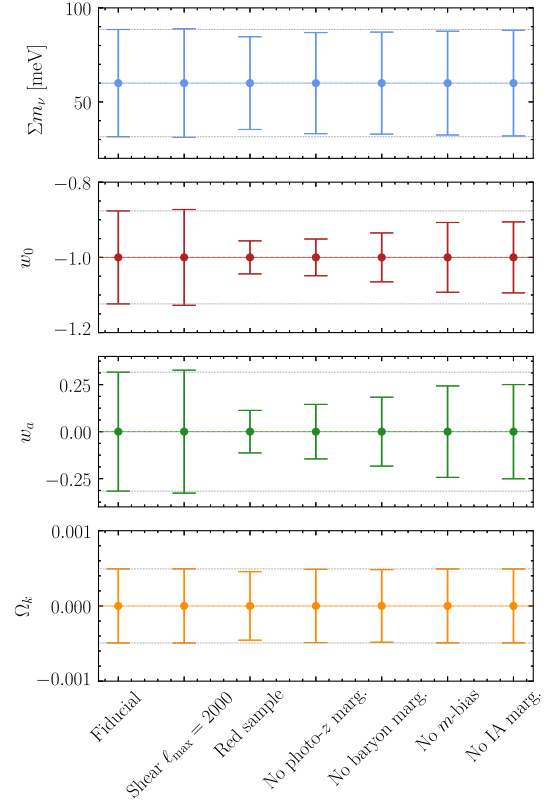 100
50
Σm_ν [meV]
−0.8
−1.0
−1.2
w_0
0.25
0.00
−0.25
w_a
0.001
0.000
−0.001
Ω_k
Fiducial
Shear ℓ_max = 2000
Red sample
No photo-z marg.
No baryon marg.
No m-bias
No IA marg.